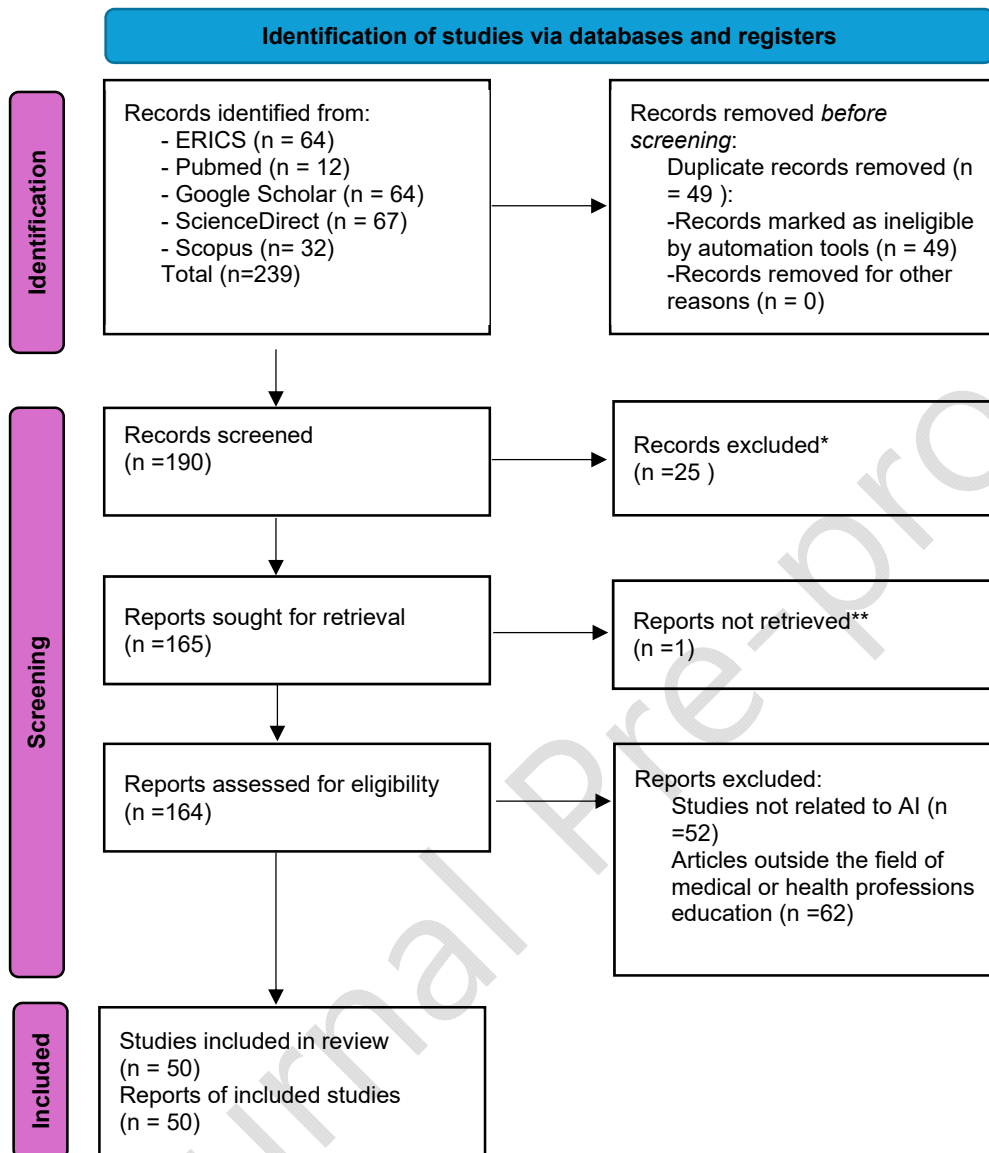 Identification of studies via databases and registers
Identification
Records identified from:
- ERICS (n = 64)
- Pubmed (n = 12)
- Google Scholar (n = 64)
- ScienceDirect (n = 67)
- Scopus (n= 32)
Total (n=239)
Records removed before
screening:
Duplicate records removed (n
= 49 ):
-Records marked as ineligible
by automation tools (n = 49)
-Records removed for other
reasons (n = 0)
Screening
Records screened
(n =190)
Records excluded*
(n =25 )
Reports sought for retrieval
(n =165)
Reports not retrieved**
(n =1)
Reports assessed for eligibility
(n =164)
Reports excluded:
Studies not related to AI (n
=52)
Articles outside the field of
medical or health professions
education (n =62)
Included
Studies included in review
(n = 50)
Reports of included studies
(n = 50)
urnal Pre-pro